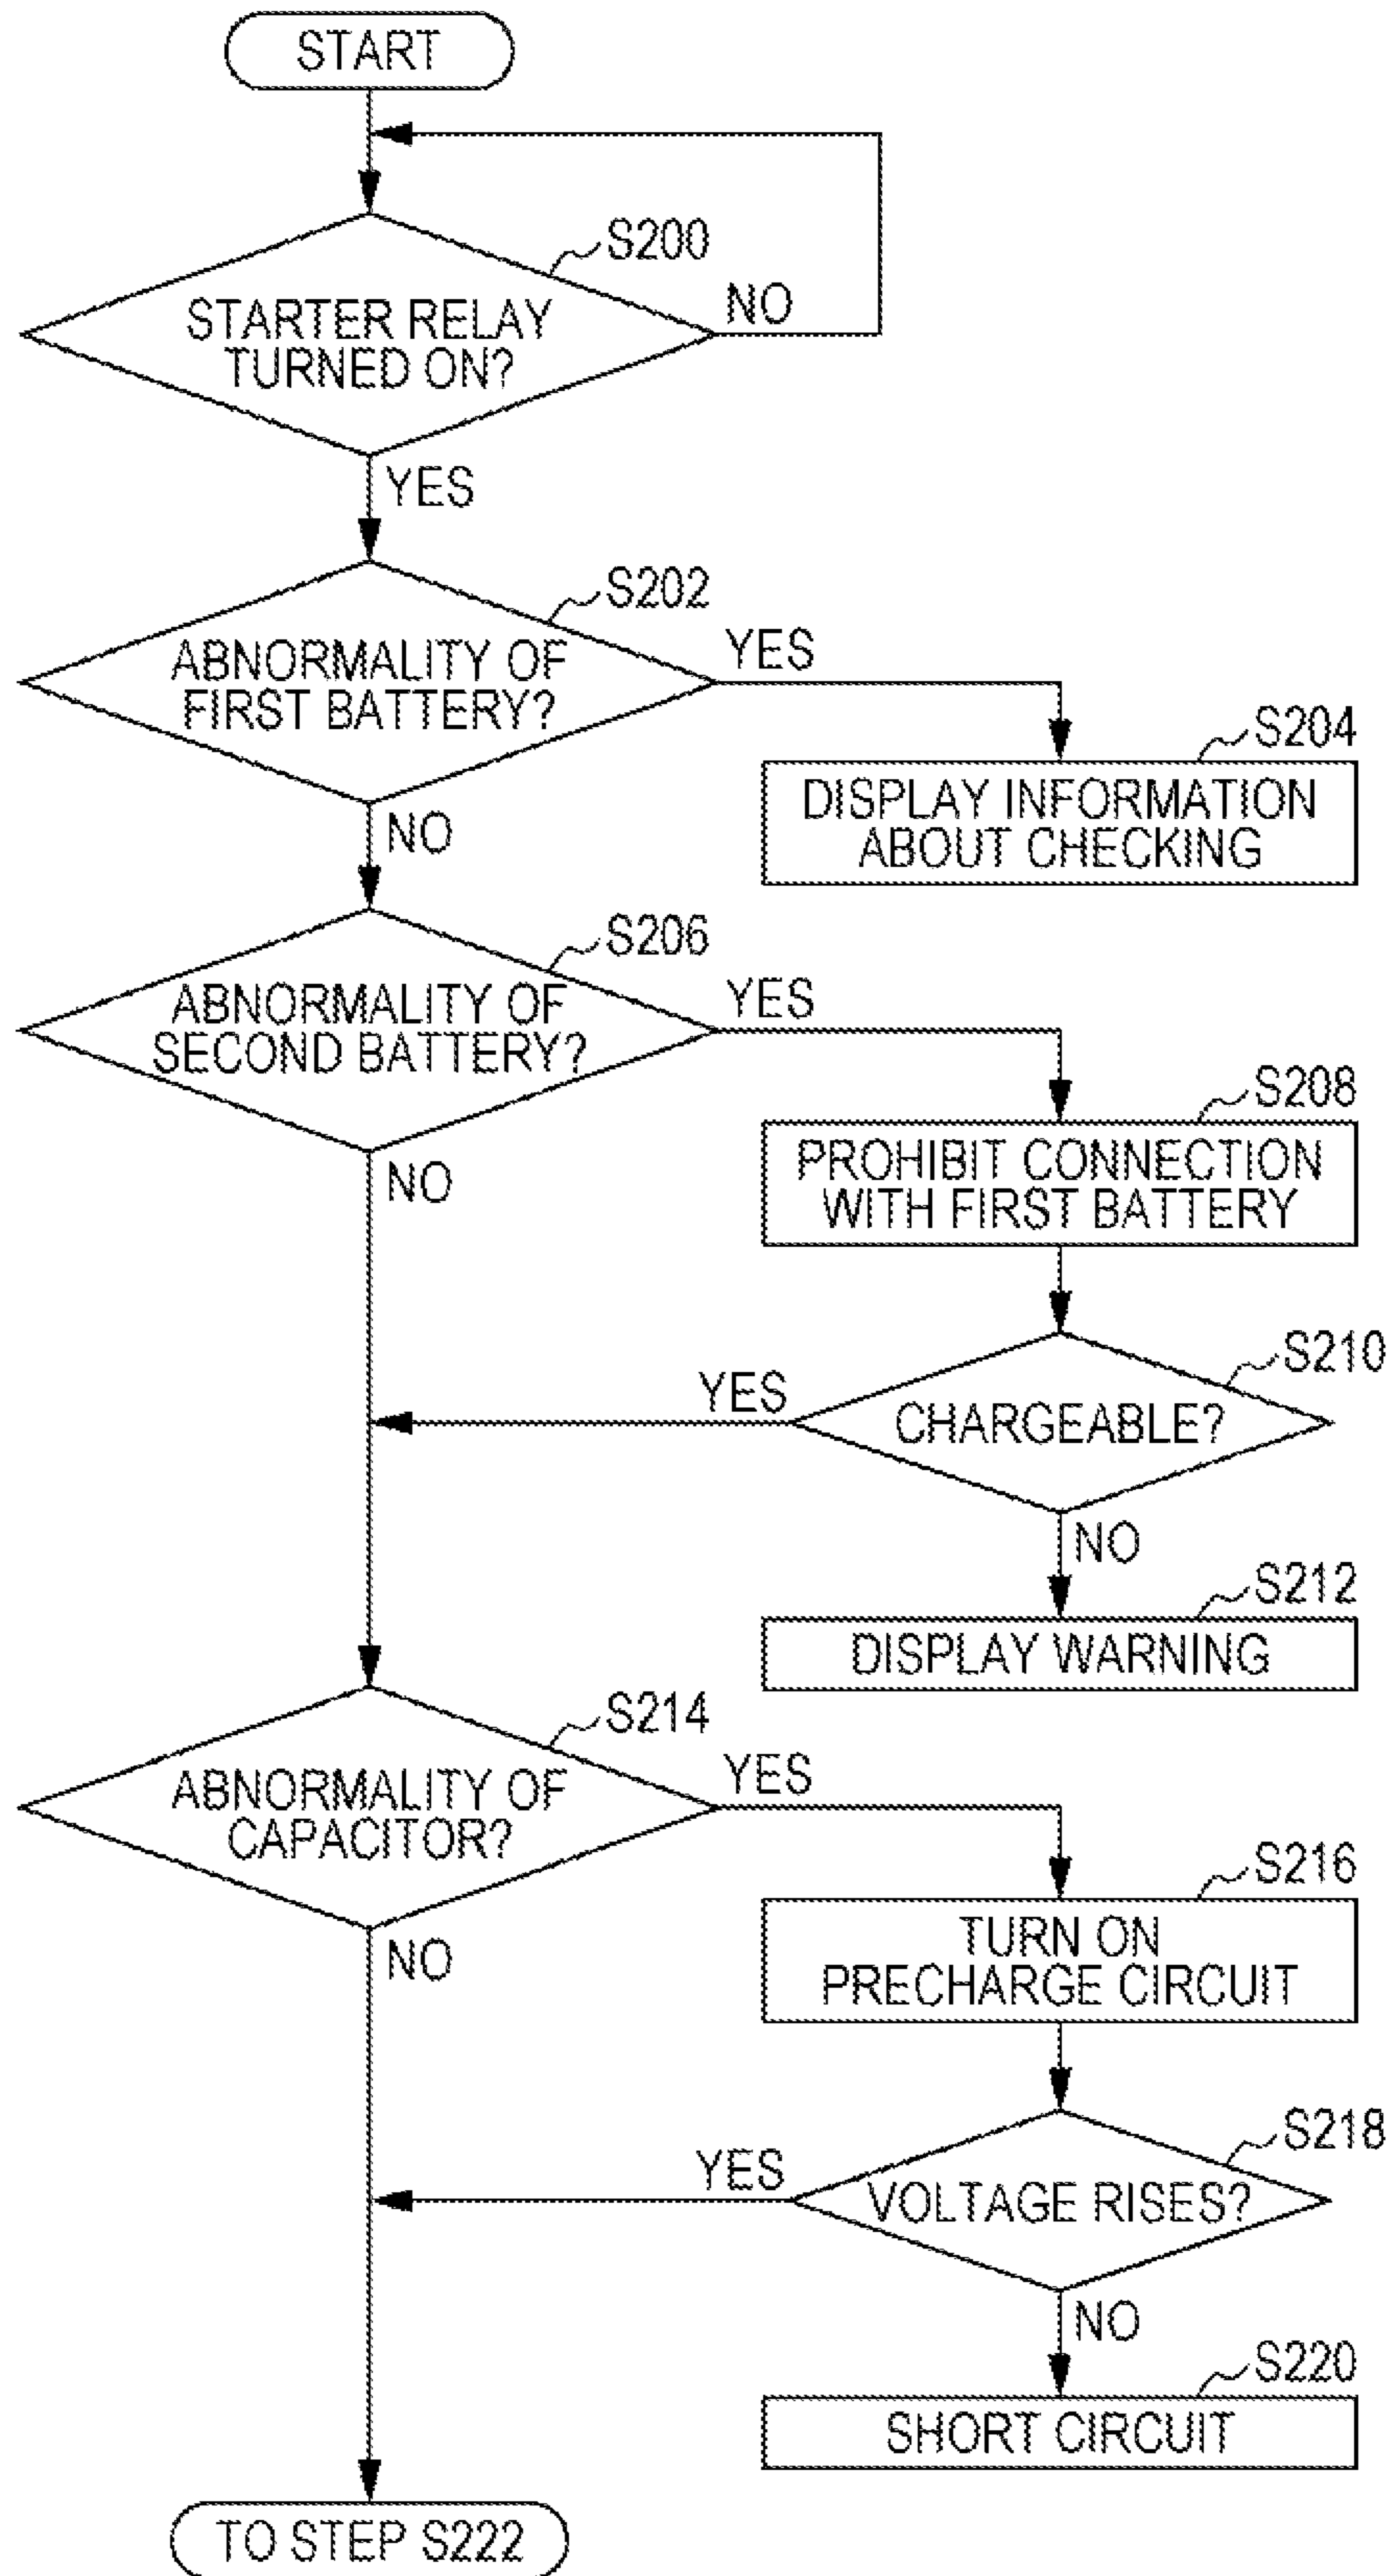 START
S200
STARTER RELAY
TURNED ON?
NO
YES
S202
ABNORMALITY OF
FIRST BATTERY?
YES
S204
DISPLAY INFORMATION
ABOUT CHECKING
NO
S206
ABNORMALITY OF
SECOND BATTERY?
YES
S208
PROHIBIT CONNECTION
WITH FIRST BATTERY
NO
S210
CHARGEABLE?
YES
NO
S212
DISPLAY WARNING
S214
ABNORMALITY OF
CAPACITOR?
YES
S216
TURN ON
PRECHARGE CIRCUIT
NO
S218
VOLTAGE RISES?
YES
NO
S220
SHORT CIRCUIT
TO STEP S222